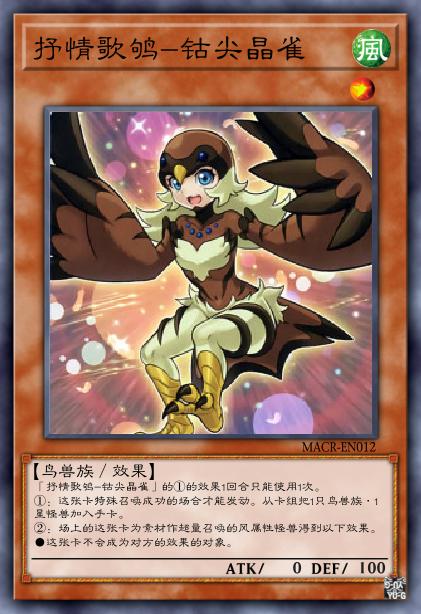 抒情歌鸲-钴尖晶雀
風
MACR-EN012
【鸟兽族／效果】
「抒情歌鸲-钴尖晶雀」的①的效果1回合只能使用1次。
①：这张卡特殊召唤成功的场合才能发动。从卡组把1只鸟兽族·1
星怪兽加入手卡。
②：场上的这张卡为素材作超量召唤的风属性怪兽得到以下效果。
●这张卡不会成为对方的效果的对象。
ATK/ 0 DEF/ 100